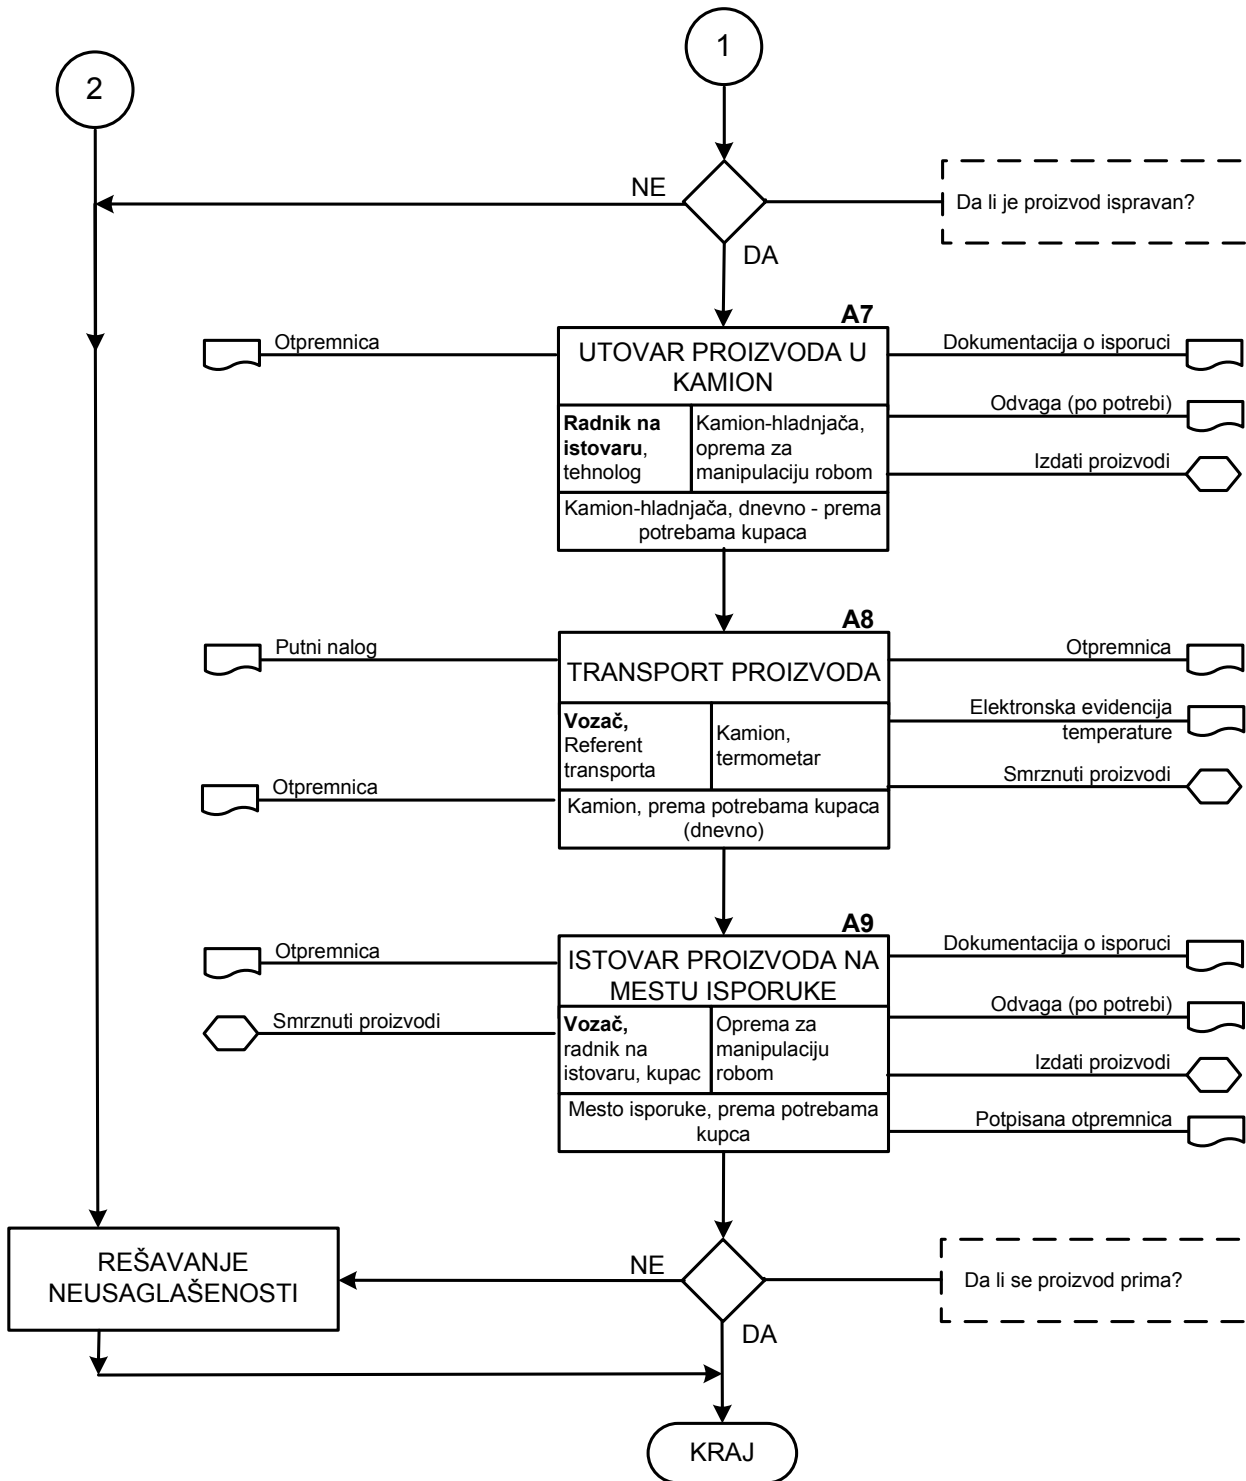 1
2
NE
Da li je proizvod ispravan?
DA
A7
Otpremnica
UTOVAR PROIZVODA U
KAMION
Radnik na
istovaru,
tehnolog
Kamion-hladnjača,
oprema za
manipulaciju robom
Kamion-hladnjača, dnevno - prema
potrebama kupaca
Dokumentacija o isporuci
Odvaga (po potrebi)
Izdati proizvodi
A8
Putni nalog
Otpremnica
TRANSPORT PROIZVODA
Vozač,
Referent
transporta
Kamion,
termometar
Kamion, prema potrebama kupaca
(dnevno)
Otpremnica
Elektronska evidencija
temperature
Smrznuti proizvodi
A9
Otpremnica
Smrznuti proizvodi
ISTOVAR PROIZVODA NA
MESTU ISPORUKE
Vozač,
radnik na
istovaru, kupac
Oprema za
manipulaciju
robom
Mesto isporuke, prema potrebama
kupca
Dokumentacija o isporuci
Odvaga (po potrebi)
Izdati proizvodi
Potpisana otpremnica
REŠAVANJE
NEUSAGLAŠENOSTI
NE
Da li se proizvod prima?
DA
KRAJ